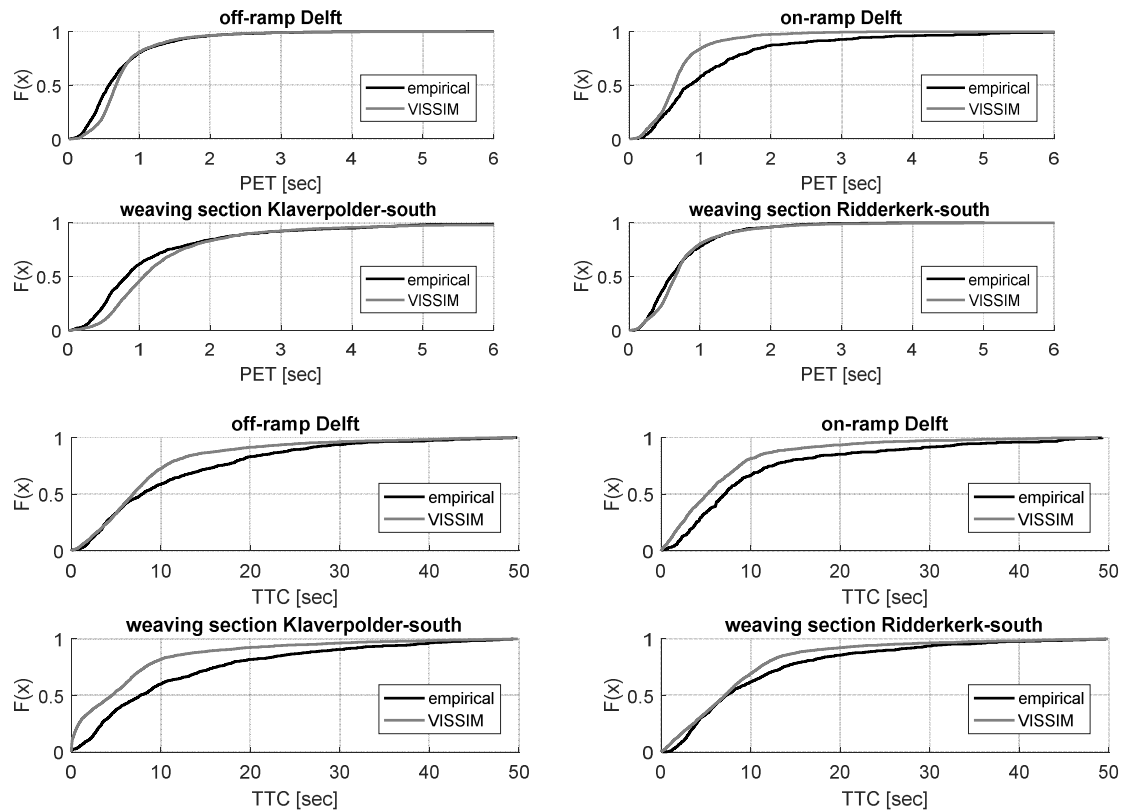 off-ramp Delft
1
0.5
0
F(x)
empirical
VISSIM
0 1 2 3 4 5 6
PET [sec]
on-ramp Delft
1
0.5
0
F(x)
empirical
VISSIM
0 1 2 3 4 5 6
PET [sec]
weaving section Klaverpolder-south
1
0.5
0
F(x)
empirical
VISSIM
0 1 2 3 4 5 6
PET [sec]
weaving section Ridderkerk-south
1
0.5
0
F(x)
empirical
VISSIM
0 1 2 3 4 5 6
PET [sec]
off-ramp Delft
1
0.5
0
F(x)
empirical
VISSIM
0 10 20 30 40 50
TTC [sec]
on-ramp Delft
1
0.5
0
F(x)
empirical
VISSIM
0 10 20 30 40 50
TTC [sec]
weaving section Klaverpolder-south
1
0.5
0
F(x)
empirical
VISSIM
0 10 20 30 40 50
TTC [sec]
weaving section Ridderkerk-south
1
0.5
0
F(x)
empirical
VISSIM
0 10 20 30 40 50
TTC [sec]